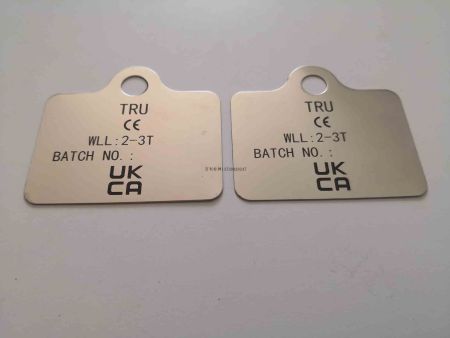 TRU
CE
WLL:2-3T
BATCH NO.:
UK
CA
TRU
CE
WLL:2-3T
BATCH NO.:
UK
CA